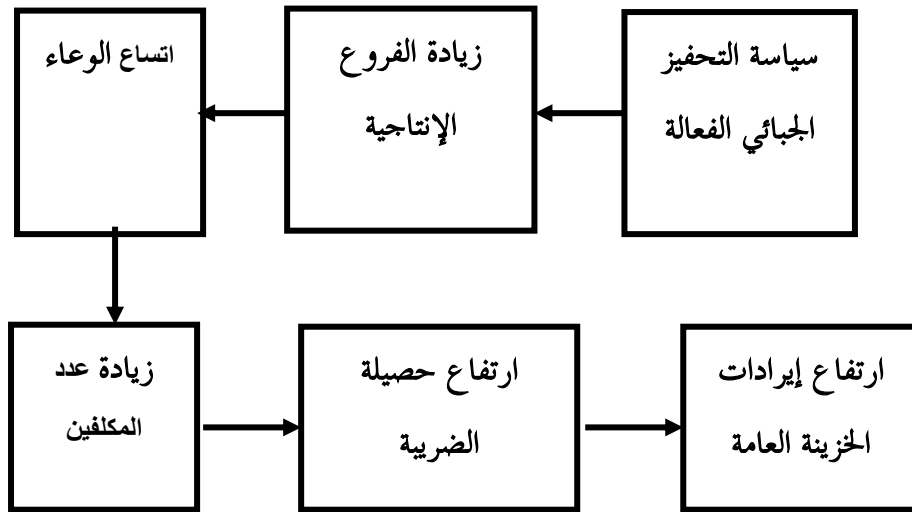 سياسة التحفيز
الجبائي الفعالة
زيادة الفروع
الإنتاجية
اتساع الوعاء
زيادة عدد
المكلفين
ارتفاع حصيلة
الضريبة
ارتفاع إيرادات
الخزينة العامة